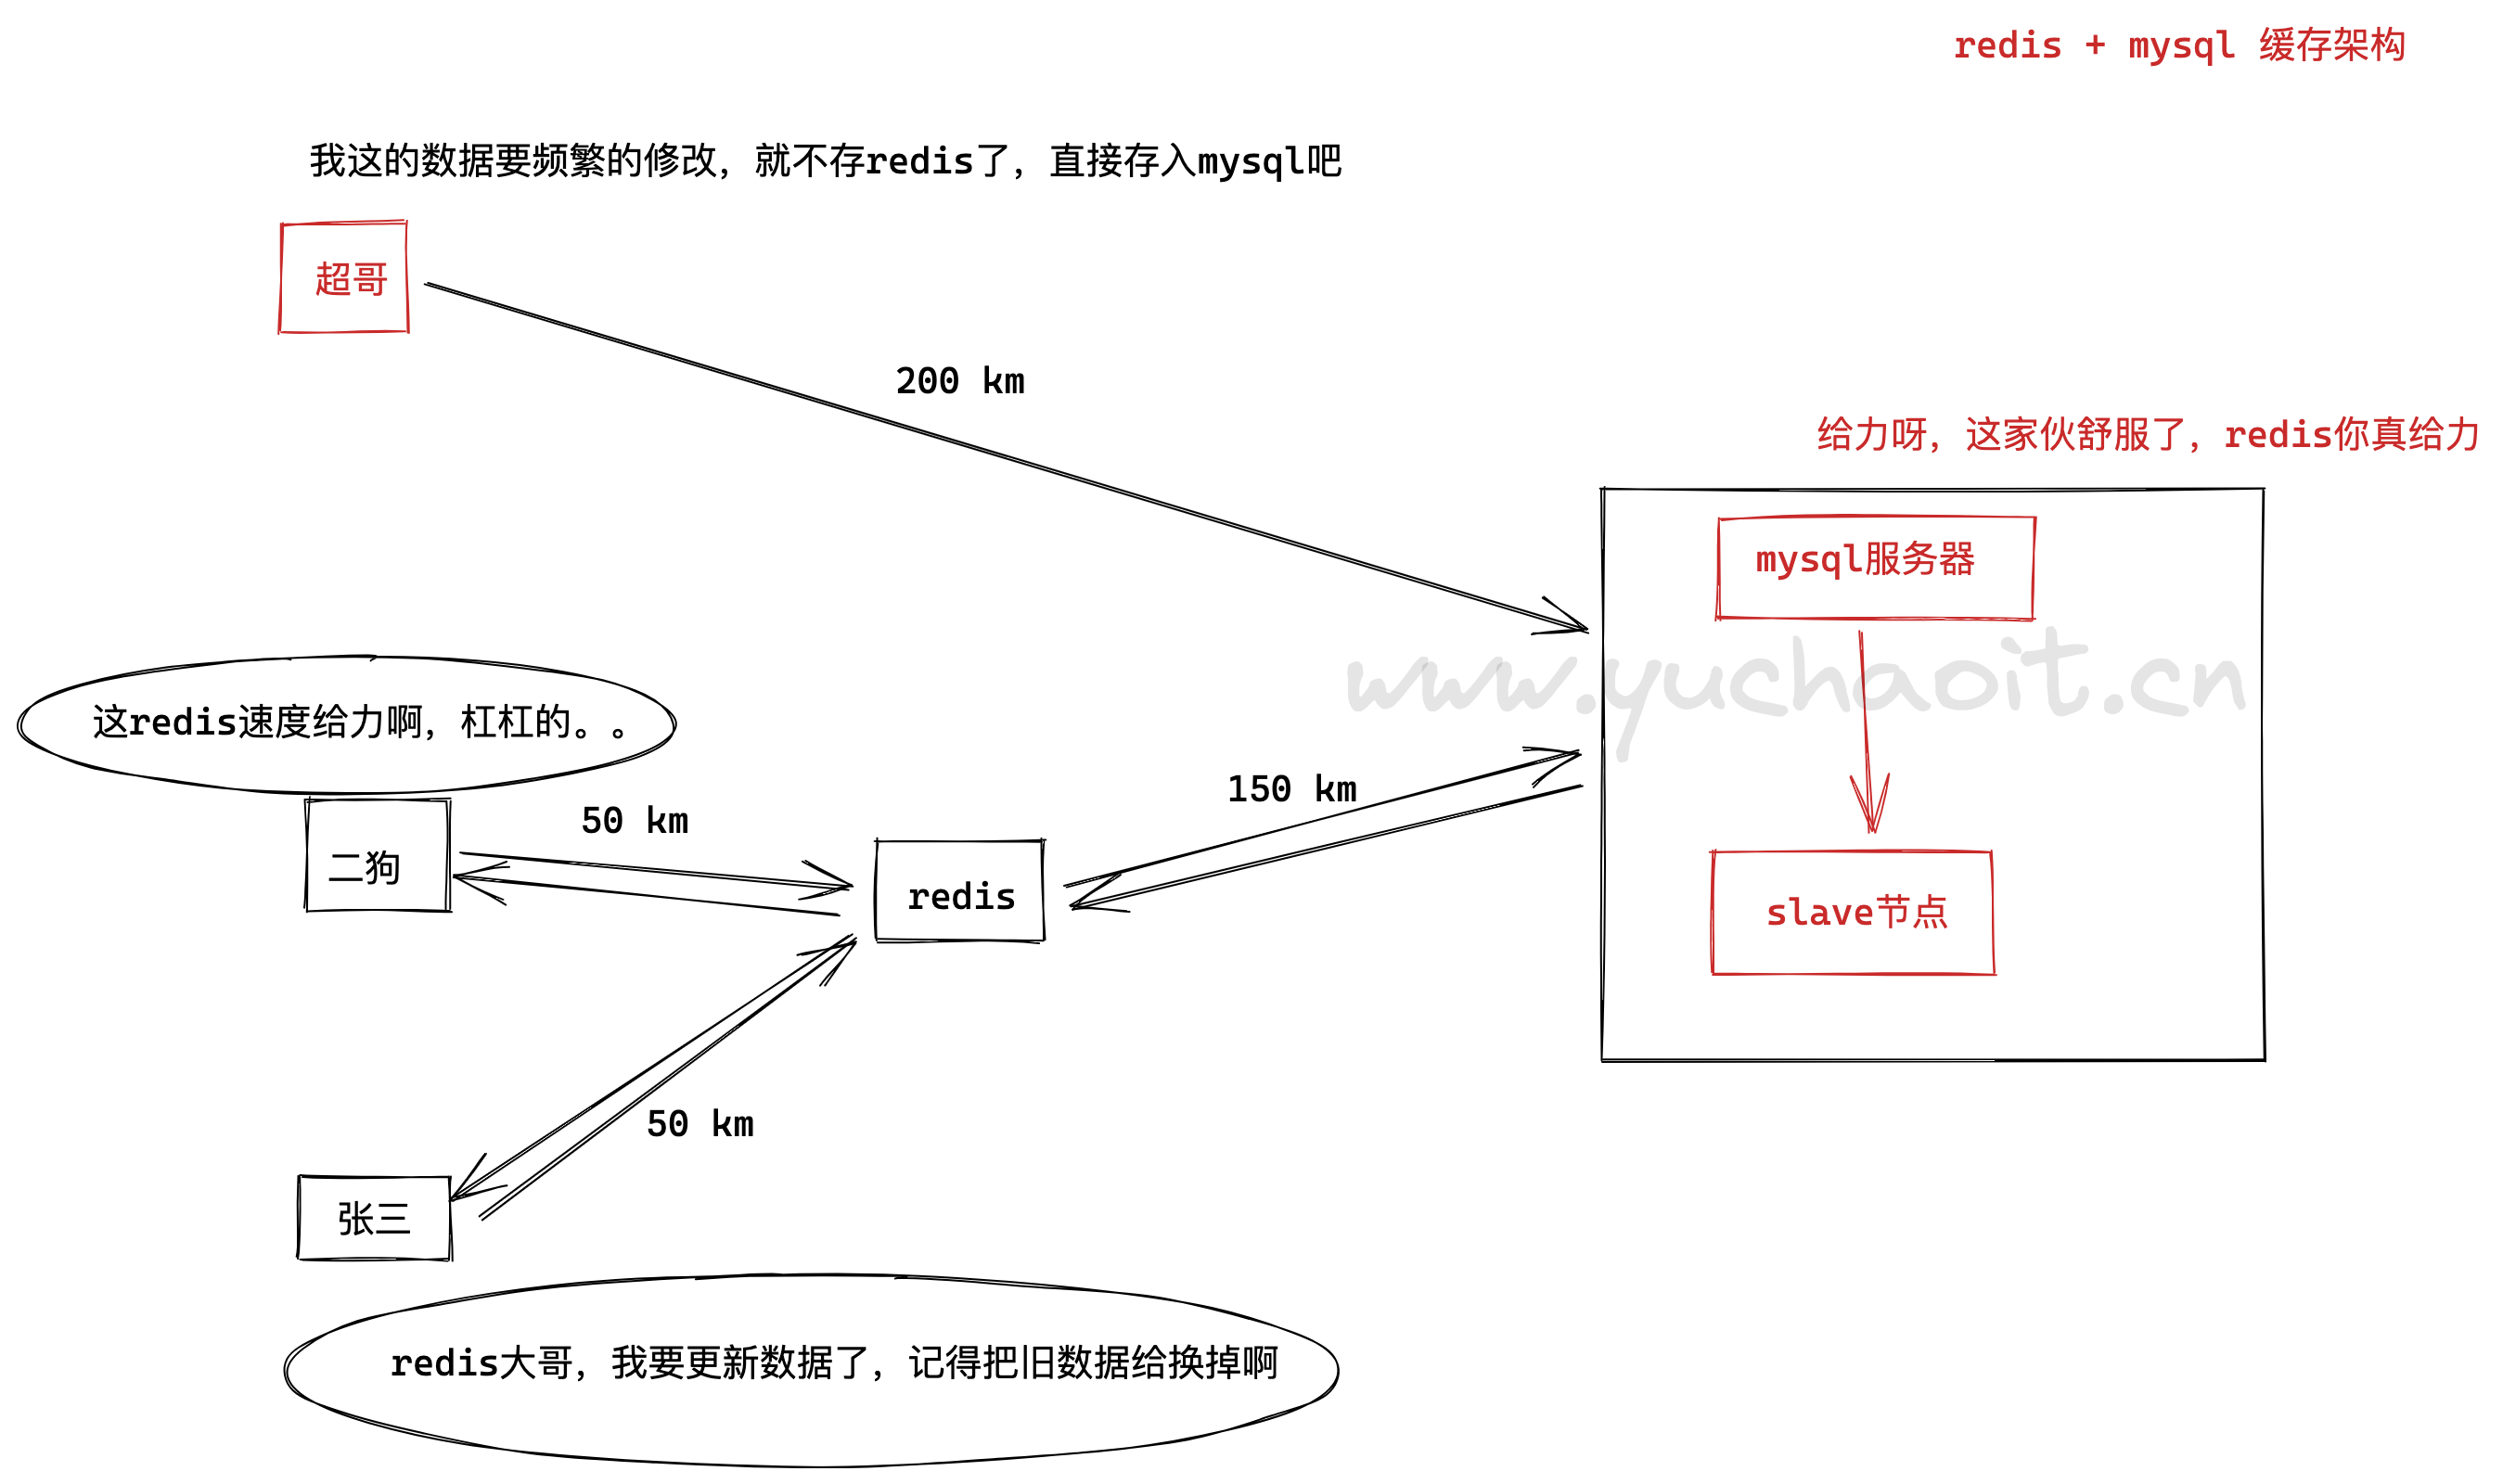 redis + mysql 缓存架构
我这的数据要频繁的修改，就不存redis了，直接存入mysql吧
超哥
200 km
给力呀，这家伙舒服了，redis你真给力
mysql服务器
www.yuchaoit.cn
这redis速度给力啊，杠杠的。。
150 km
50 km
二狗
redis
slave节点
50 km
张三
redis大哥，我要更新数据了，记得把旧数据给换掉啊